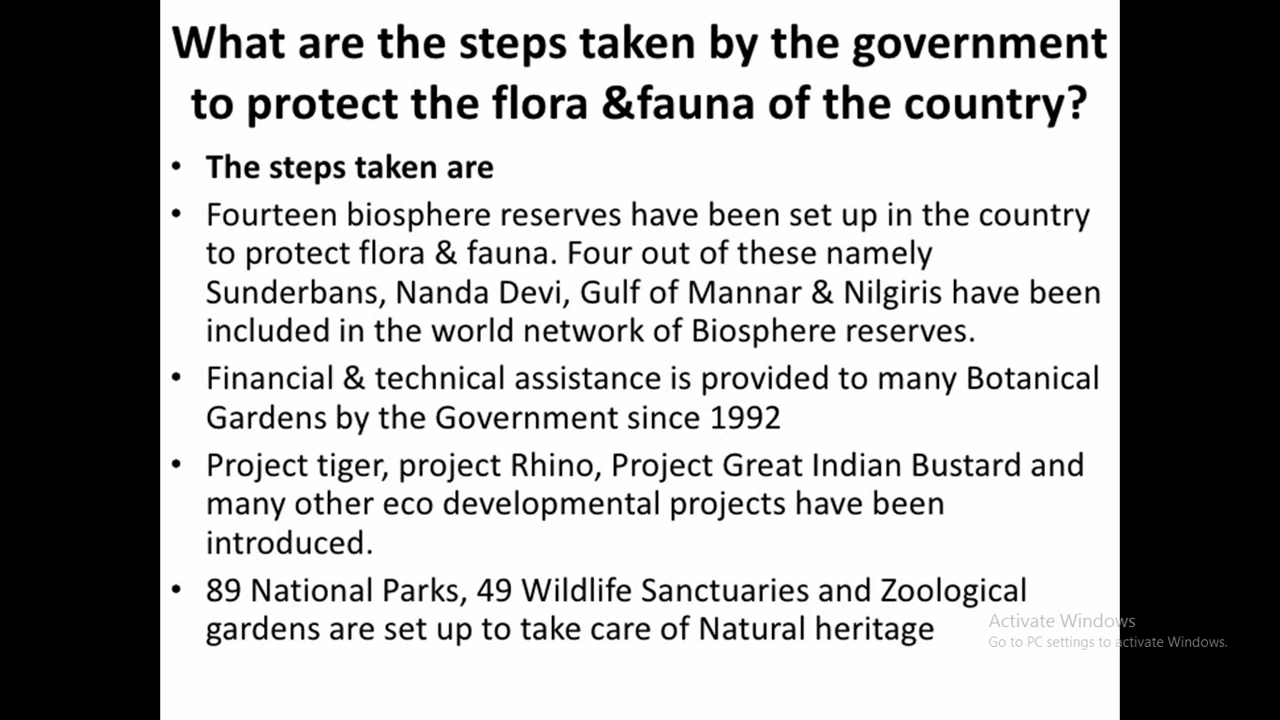 What are the steps taken by the government
to protect the flora &fauna of the country?
• The steps taken are
• Fourteen biosphere reserves have been set up in the country
to protect flora & fauna. Four out of these namely
Sunderbans, Nanda Devi, Gulf of Mannar & Nilgiris have been
included in the world network of Biosphere reserves.
• Financial & technical assistance is provided to many Botanical
Gardens by the Government since 1992
• Project tiger, project Rhino, Project Great Indian Bustard and
many other eco developmental projects have been
introduced.
• 89 National Parks, 49 Wildlife Sanctuaries and Zoological
gardens are set up to take care of Natural heritage
Activate Windows
Go to PC settings to activate Windows.